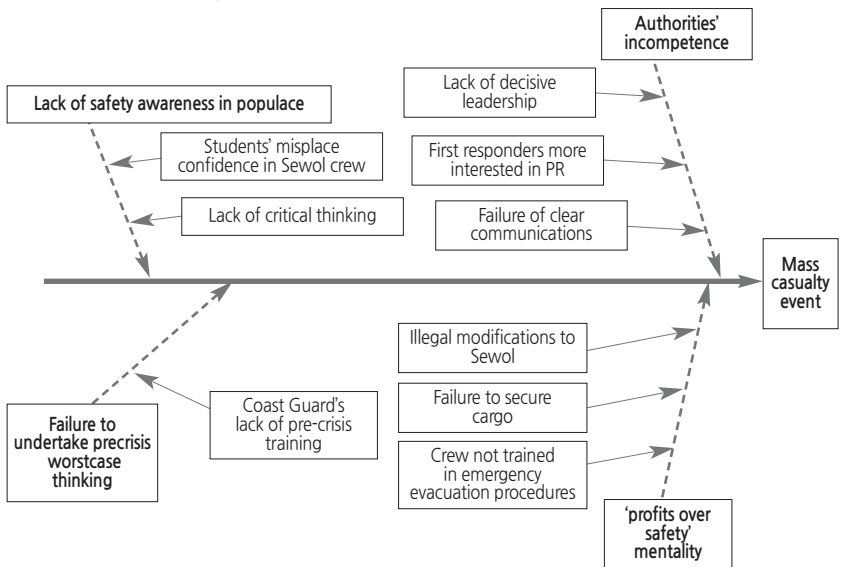 Authorities'
incompetence
Lack of decisive
leadership
Lack of safety awareness in populace
Students' misplace
confidence in Sewol crew
First responders more
interested in PR
Lack of critical thinking
Failure of clear
communications
Mass
casualty
event
Illegal modifications to
Sewol
Failure to secure
cargo
Coast Guard's
lack of pre-crisis
training
Failure to
undertake precrisis
worstcase
thinking
Crew not trained
in emergency
evacuation procedures
'profits over
safety'
mentality